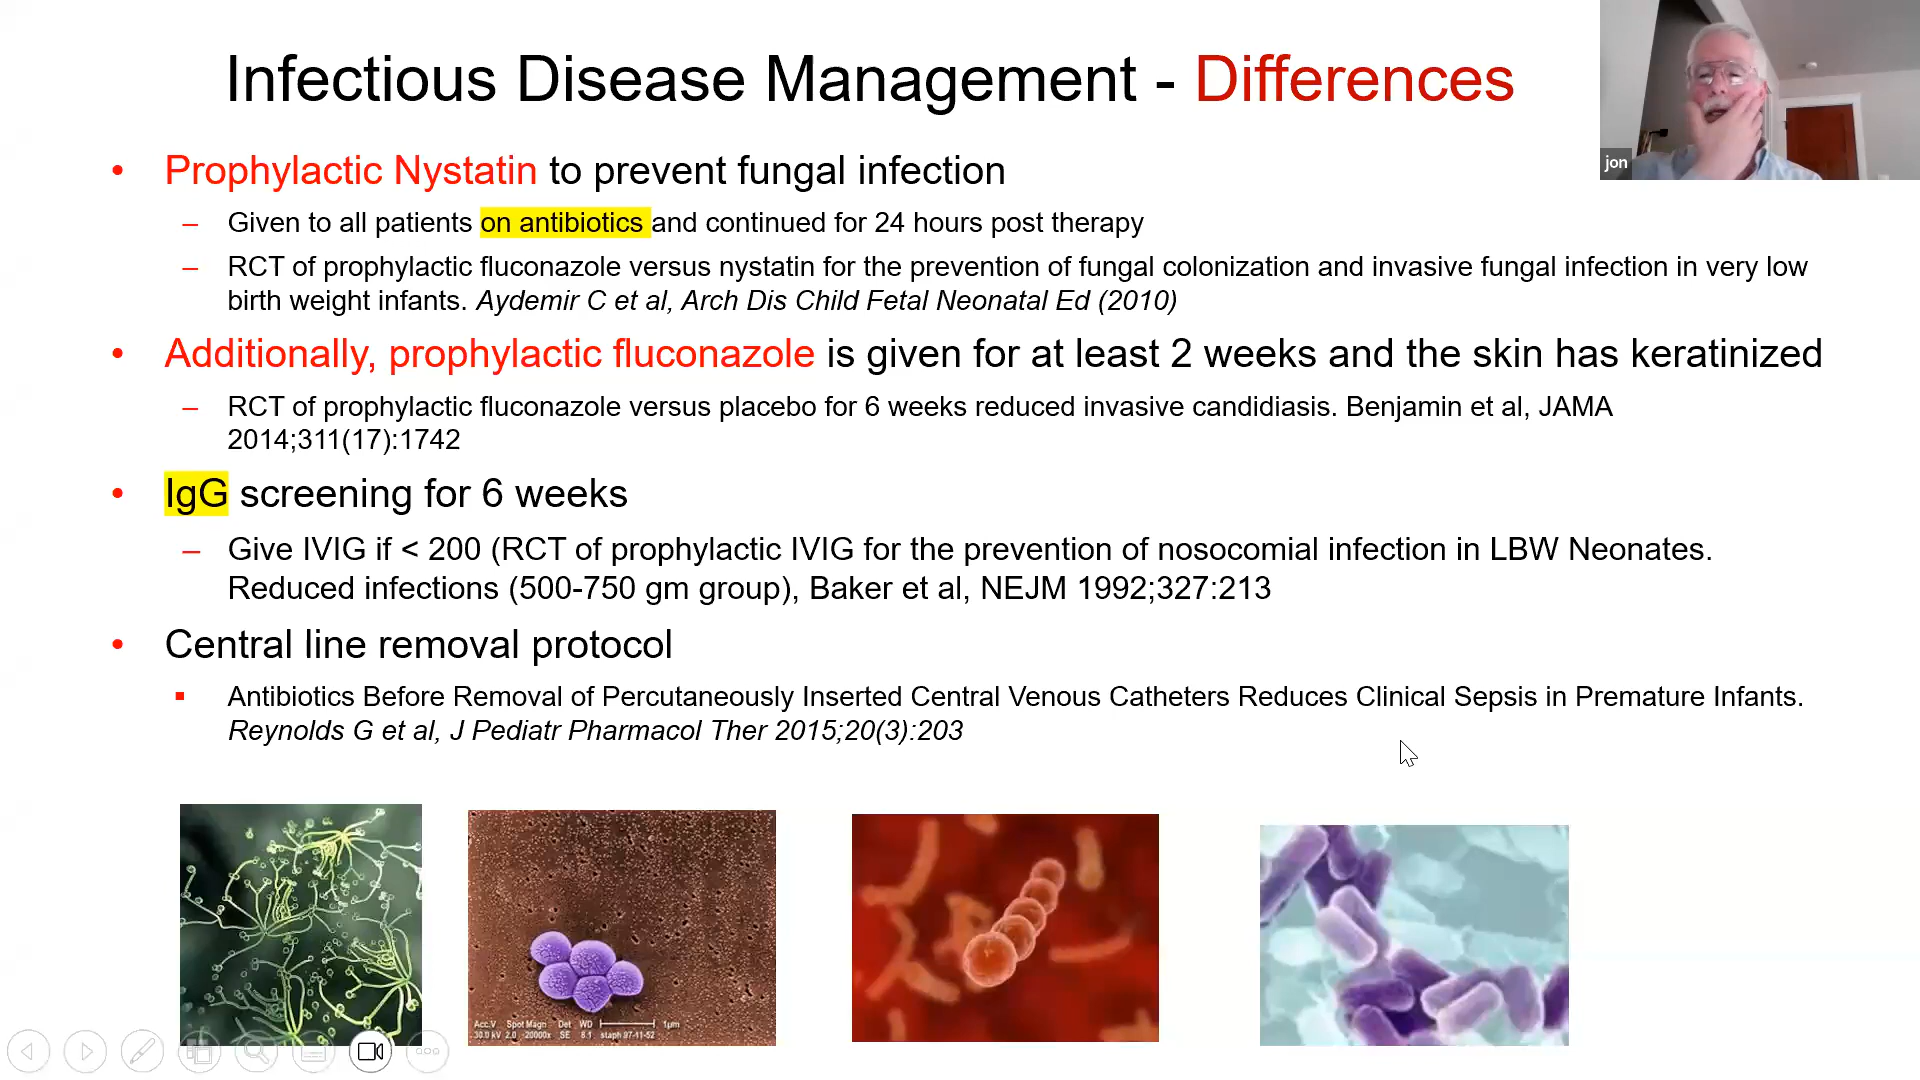 Infectious Disease Management - Differences
jon
• Prophylactic Nystatin to prevent fungal infection
– Given to all patients on antibiotics and continued for 24 hours post therapy
– RCT of prophylactic fluconazole versus nystatin for the prevention of fungal colonization and invasive fungal infection in very low
birth weight infants. Aydemir C et al, Arch Dis Child Fetal Neonatal Ed (2010)
• Additionally, prophylactic fluconazole is given for at least 2 weeks and the skin has keratinized
– RCT of prophylactic fluconazole versus placebo for 6 weeks reduced invasive candidiasis. Benjamin et al, JAMA
2014;311(17):1742
• IgG screening for 6 weeks
– Give IVIG if < 200 (RCT of prophylactic IVIG for the prevention of nosocomial infection in LBW Neonates.
Reduced infections (500-750 gm group), Baker et al, NEJM 1992;327:213
• Central line removal protocol
▪ Antibiotics Before Removal of Percutaneously Inserted Central Venous Catheters Reduces Clinical Sepsis in Premature Infants.
Reynolds G et al, J Pediatr Pharmacol Ther 2015;20(3):203
Acc.V Spot Magn Det WD 1µm
30.0 kV 2.0 20000x SE 8.1 staph 97-11-52